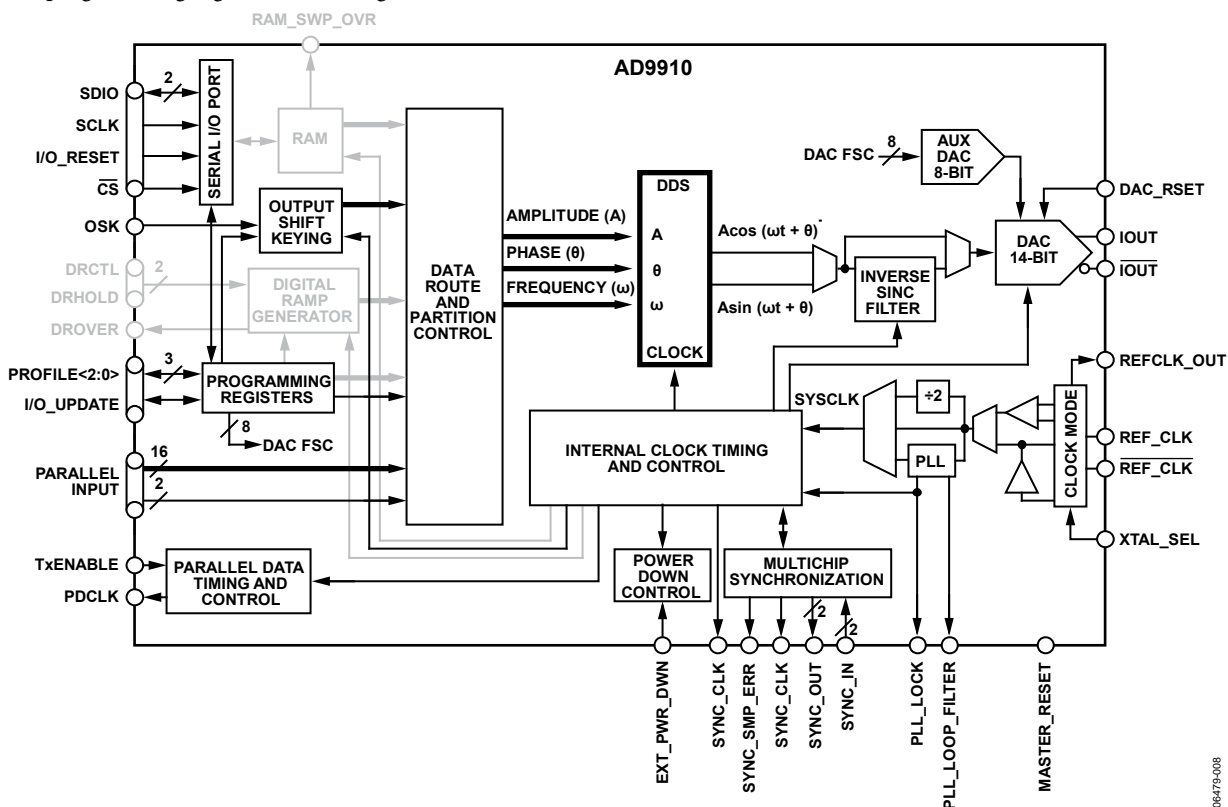 RAM_SWP_OVR
AD9910
SDIO
2
SCLK
I/O_RESET
CS
SERIAL I/O PORT
RAM
OSK
OUTPUT
SHIFT
KEYING
DRCTL
2
DRHOLD
DROVER
DIGITAL
RAMP
GENERATOR
PROFILE<2:0>
3
I/O_UPDATE
PROGRAMMING
REGISTERS
8
DAC FSC
PARALLEL
INPUT
16
2
TxENABLE
PDCLK
PARALLEL DATA
TIMING AND
CONTROL
DATA
ROUTE
AND
PARTITION
CONTROL
AMPLITUDE (A)
PHASE (θ)
FREQUENCY (ω)
DDS
A
θ
ω
CLOCK
Acos (ωt + θ)
Asin (ωt + θ)
DAC FSC
8
AUX
DAC
8-BIT
INVERSE
SINC
FILTER
DAC
14-BIT
DAC_RSET
IOUT
IOUT
REFCLK_OUT
REF_CLK
REF_CLK
XTAL_SEL
CLOCK MODE
SYSCLK
÷2
PLL
INTERNAL CLOCK TIMING
AND CONTROL
POWER
DOWN
CONTROL
MULTICHIP
SYNCHRONIZATION
2
2
EXT_PWR_DWN
SYNC_CLK
SYNC_SMP_ERR
SYNC_CLK
SYNC_OUT
SYNC_IN
PLL_LOCK
PLL_LOOP_FILTER
MASTER_RESET
06479-008